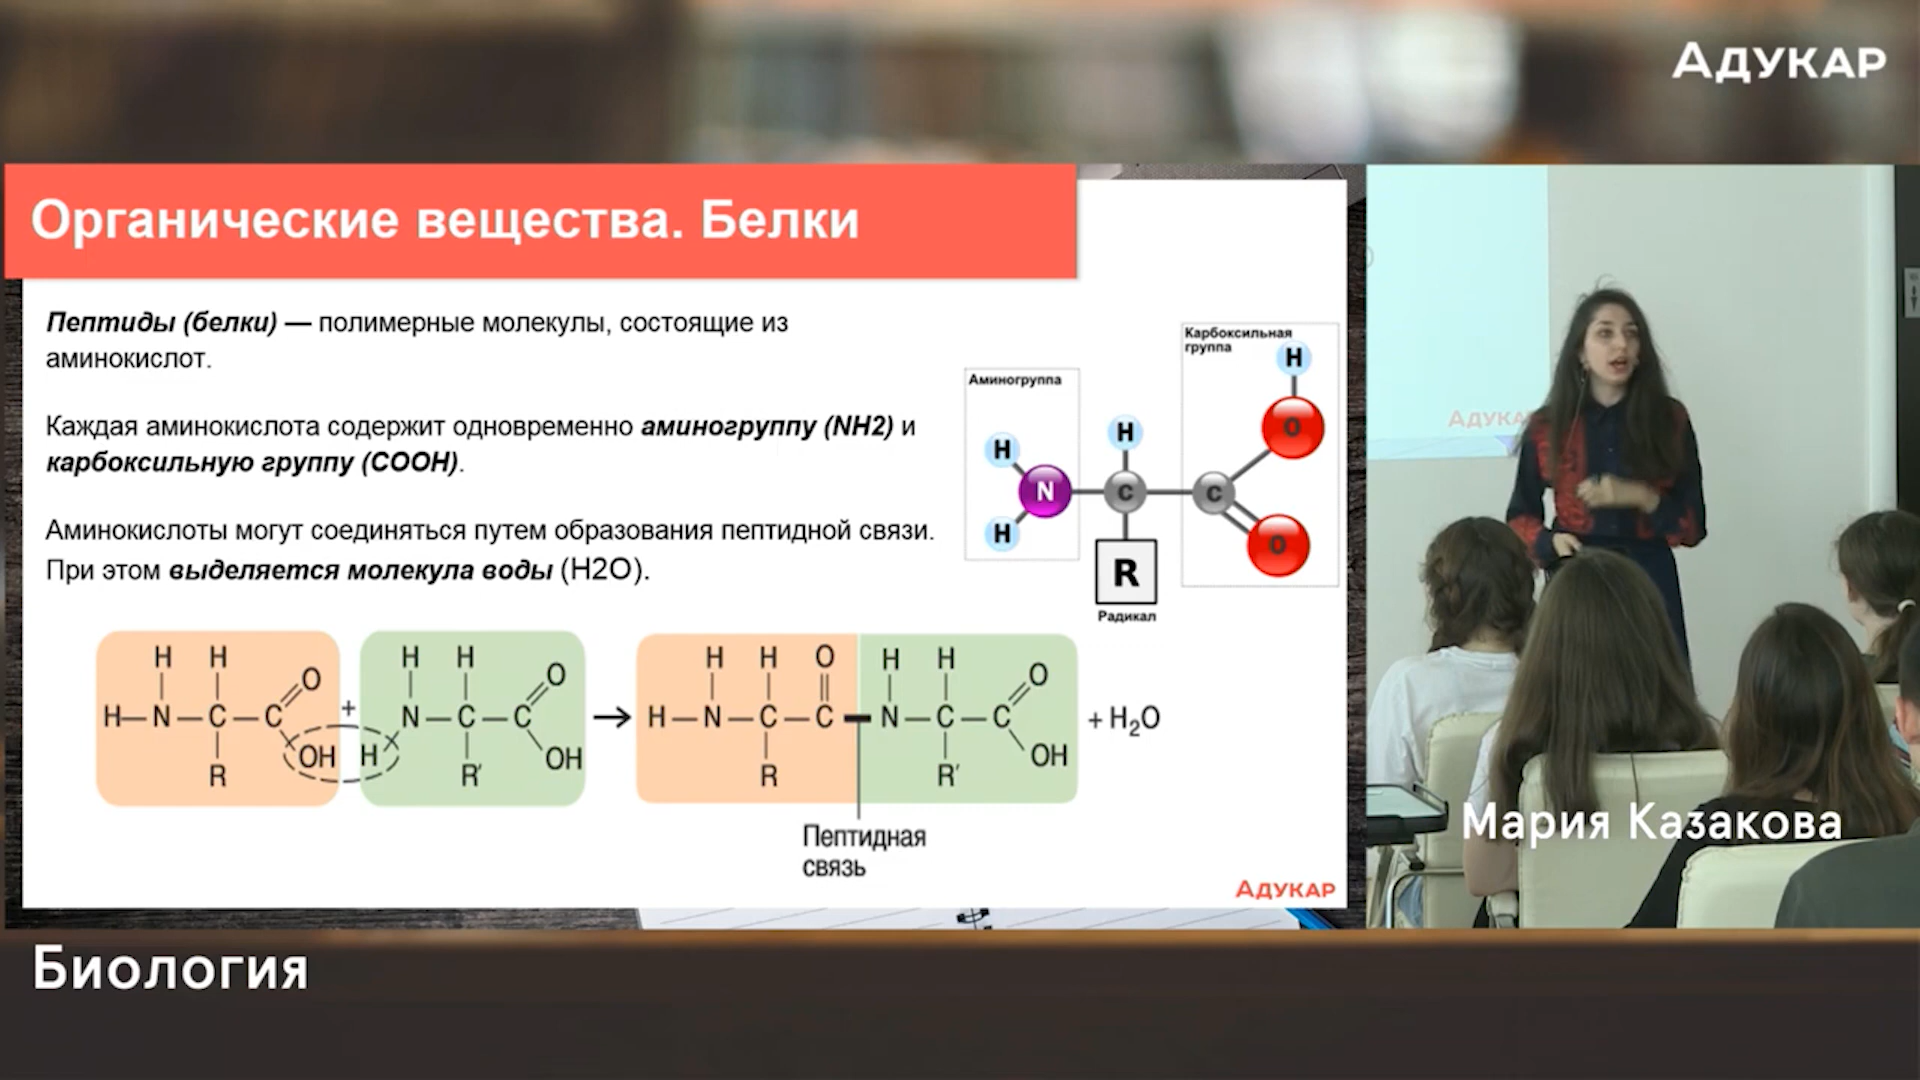 Адукар
Органические вещества. Белки
Пептиды (белки) — полимерные молекулы, состоящие из
аминокислот.
Каждая аминокислота содержит одновременно аминогруппу (NH2) и
карбоксильную группу (COOH).
Аминокислоты могут соединяться путем образования пептидной связи.
При этом выделяется молекула воды (H2O).
Аминогруппа
Карбоксильная
группа
H
O
H
H
N
C
C
H
O
R
Радикал
H H O H H O H H O H H O
H N C C + N C C → H N C C N C C + H₂O
OH H OH OH
R R' R R'
Пептидная
связь
Адукар
Адукар
Мария Казакова
Биология